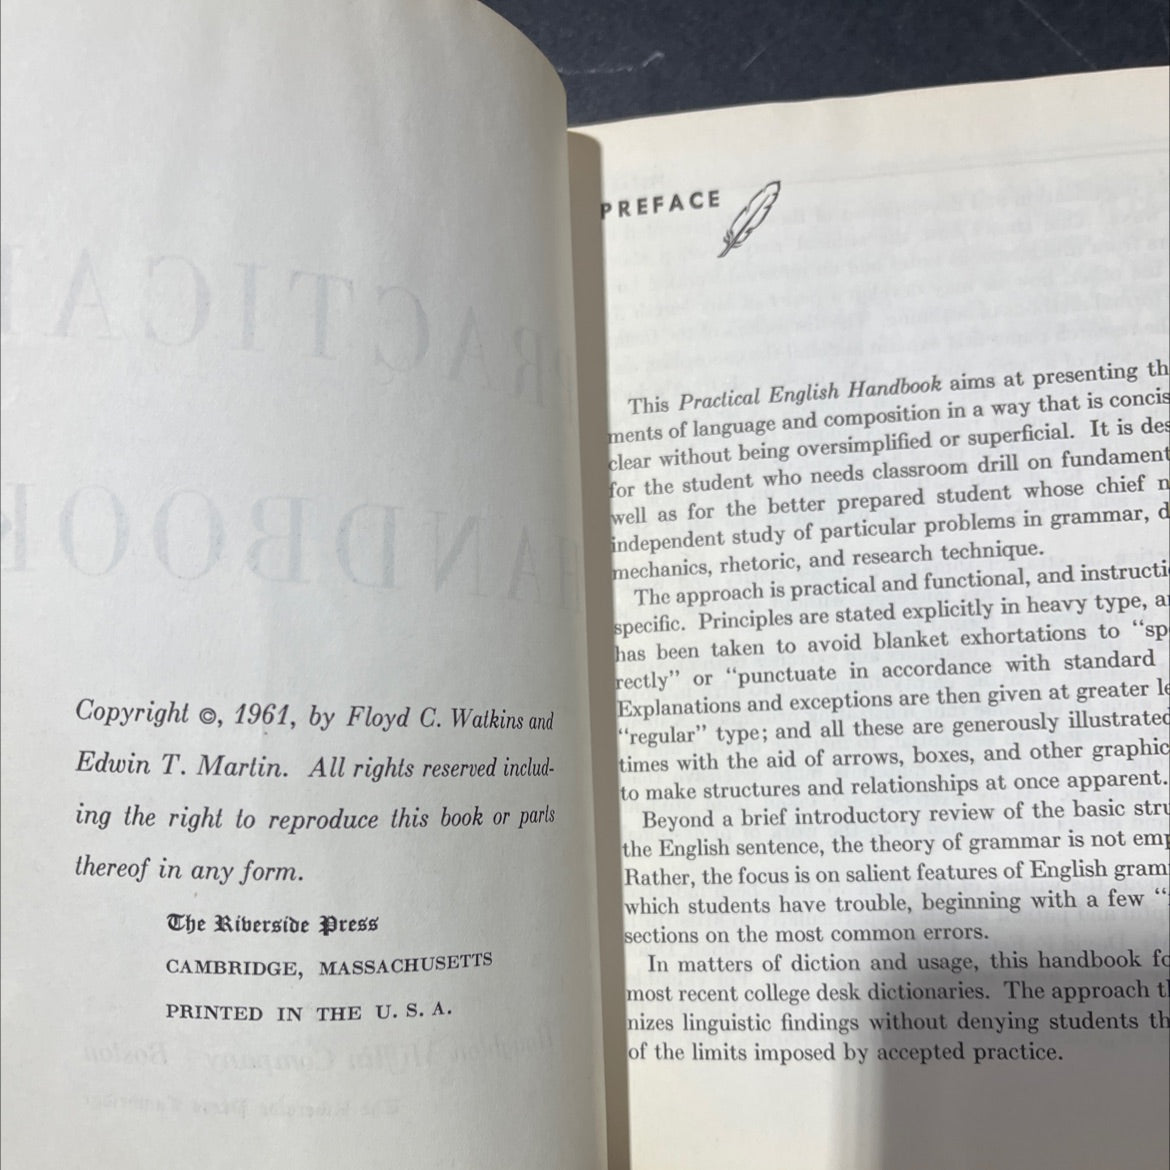 Copyright ©, 1961, by Floyd C. Watkins and
Edwin T. Martin. All rights reserved includ-
ing the right to reproduce this book or parts
thereof in any form.
The Riverside Press
CAMBRIDGE, MASSACHUSETTS
PRINTED IN THE U. S. A.
PREFACE
This Practical English Handbook aims at presenting th
ments of language and composition in a way that is concis
clear without being oversimplified or superficial. It is des
for the student who needs classroom drill on fundament
well as for the better prepared student whose chief n
independent study of particular problems in grammar, d
mechanics, rhetoric, and research technique.
The approach is practical and functional, and instructi
specific. Principles are stated explicitly in heavy type, a
has been taken to avoid blanket exhortations to “sp
rectly” or “punctuate in accordance with standard
Explanations and exceptions are then given at greater le
“regular” type; and all these are generously illustrated
times with the aid of arrows, boxes, and other graphic
to make structures and relationships at once apparent.
Beyond a brief introductory review of the basic stru
the English sentence, the theory of grammar is not emp
Rather, the focus is on salient features of English gram
which students have trouble, beginning with a few “
sections on the most common errors.
In matters of diction and usage, this handbook fo
most recent college desk dictionaries. The approach t
nizes linguistic findings without denying students th
of the limits imposed by accepted practice.